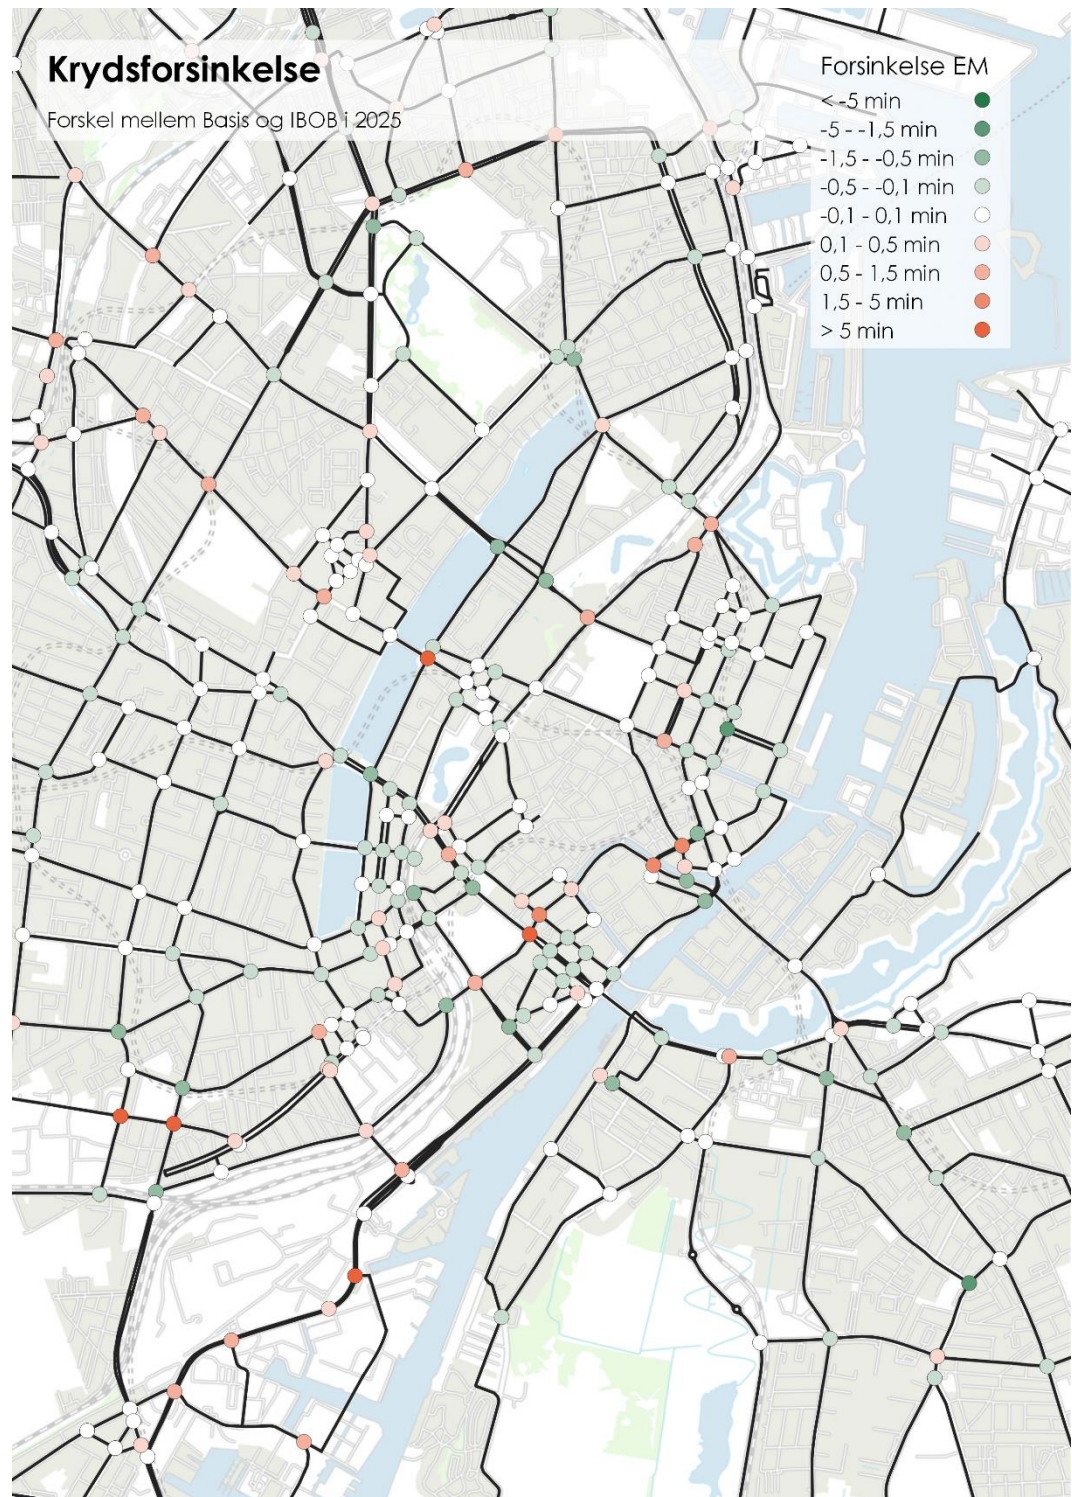 Krydsforsinkelse
Forskel mellem Basis og IBOB i 2025
Forsinkelse EM
< -5 min
-5 - -1,5 min
-1,5 - -0,5 min
-0,5 - -0,1 min
-0,1 - 0,1 min
0,1 - 0,5 min
0,5 - 1,5 min
1,5 - 5 min
> 5 min